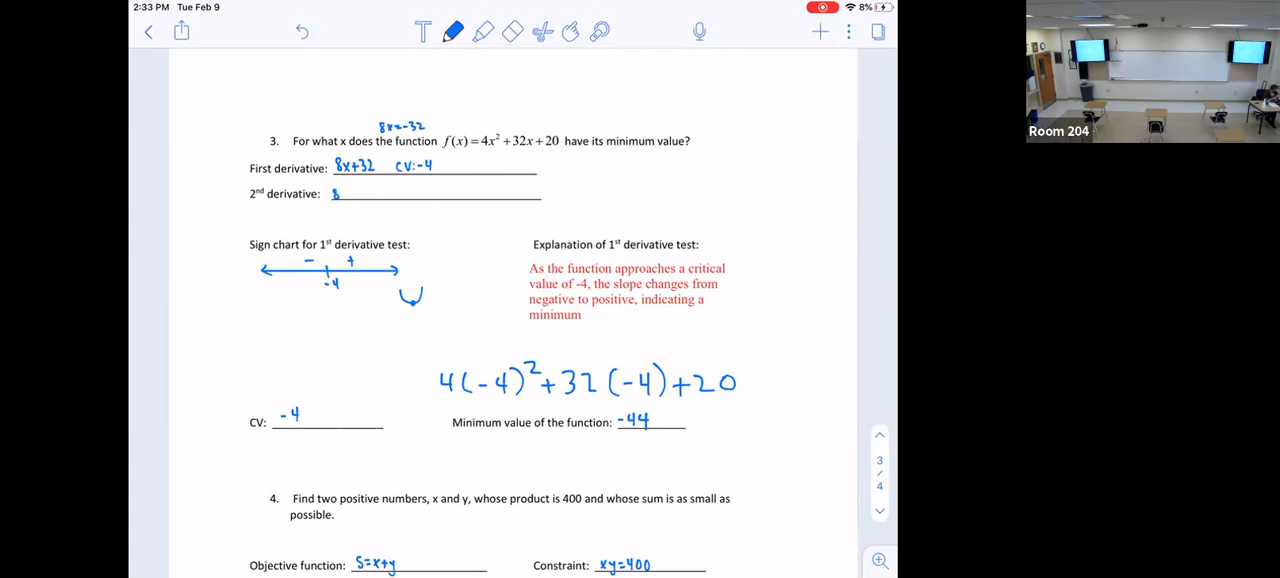 2:33 PM Tue Feb 9
8%
T
8x=-32
3. For what x does the function f(x) = 4x² + 32x + 20 have its minimum value?
First derivative: 8x+32 CV:-4
2nd derivative: 8
Sign chart for 1st derivative test:
- +
-4
Explanation of 1st derivative test:
As the function approaches a critical
value of -4, the slope changes from
negative to positive, indicating a
minimum
4(-4)²+32(-4)+20
CV: -4 Minimum value of the function: -44
4. Find two positive numbers, x and y, whose product is 400 and whose sum is as small as
possible.
Objective function: S=x+y Constraint: xy=400
3
/
4
Room 204